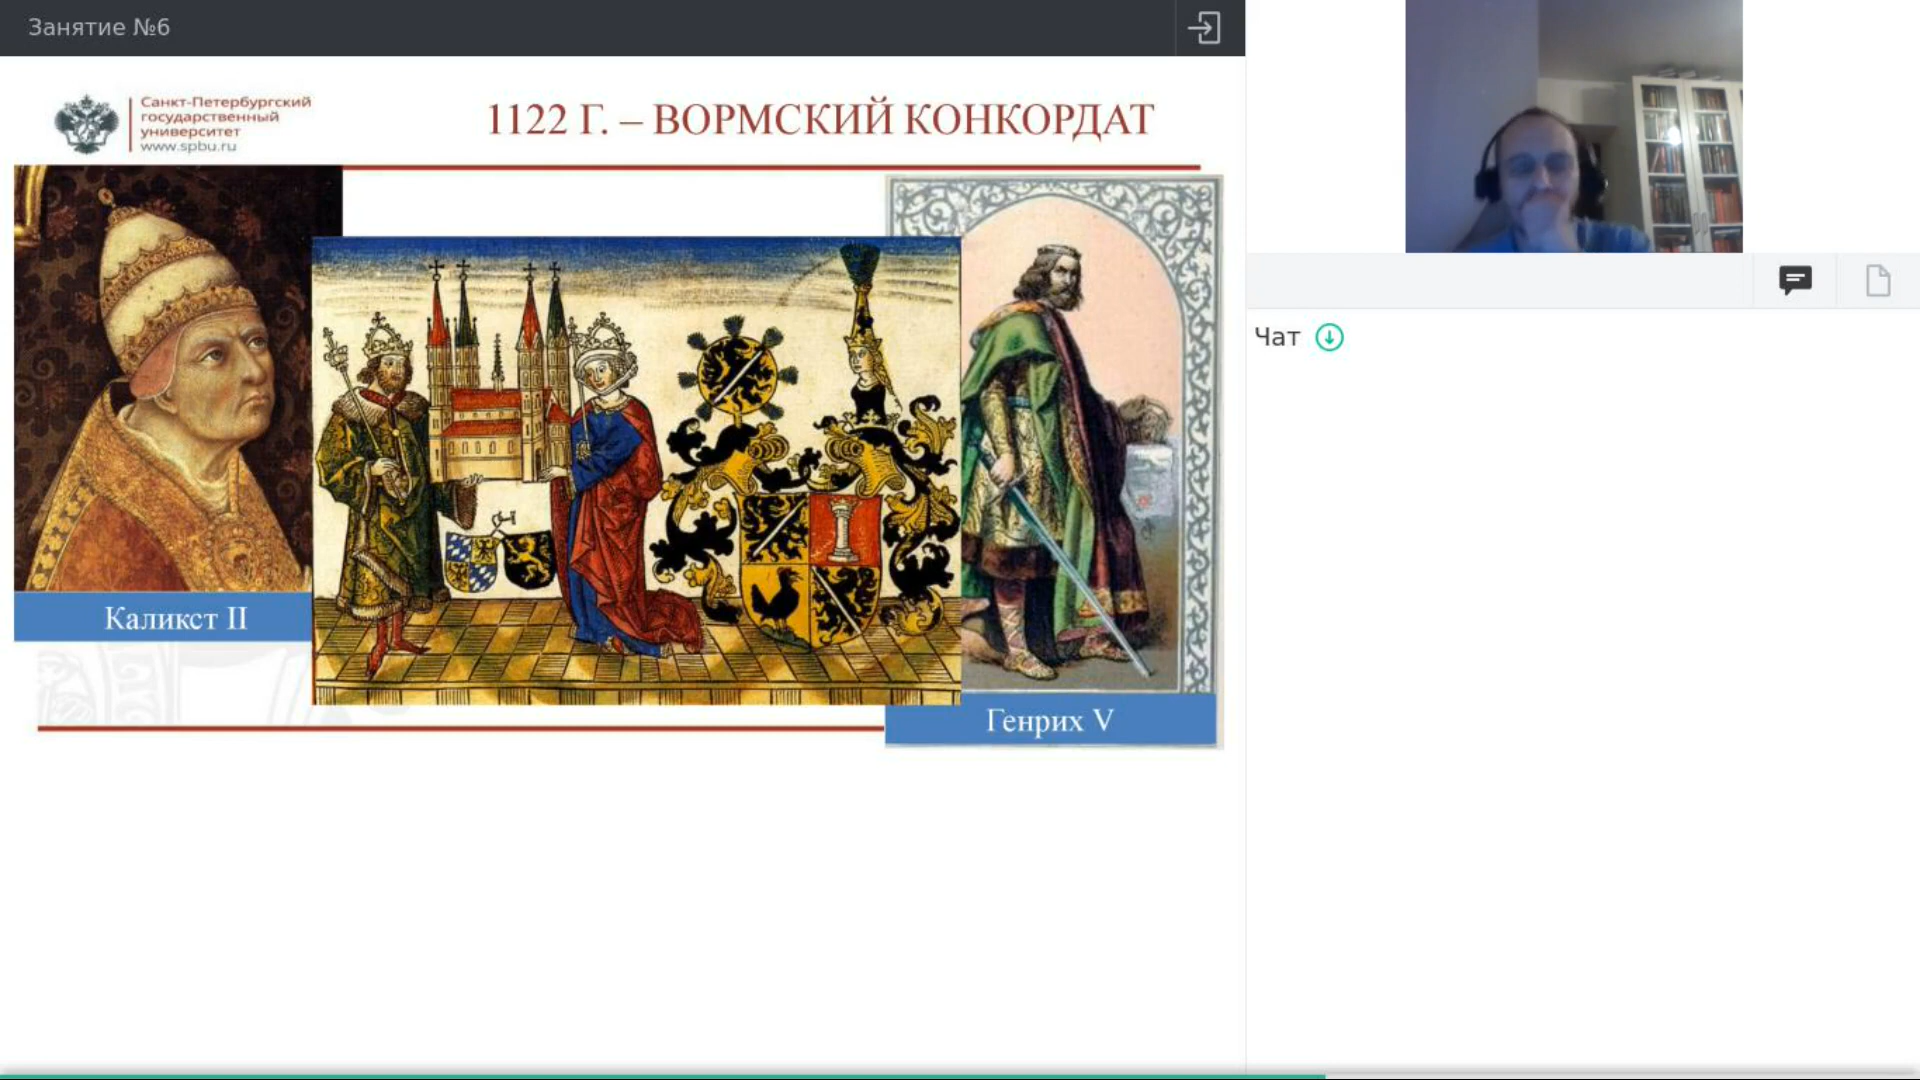 Занятие №6
Санкт-Петербургский
государственный
университет
www.spbu.ru
1122 Г. – ВОРМСКИЙ КОНКОРДАТ
Каликст II
Генрих V
Чат